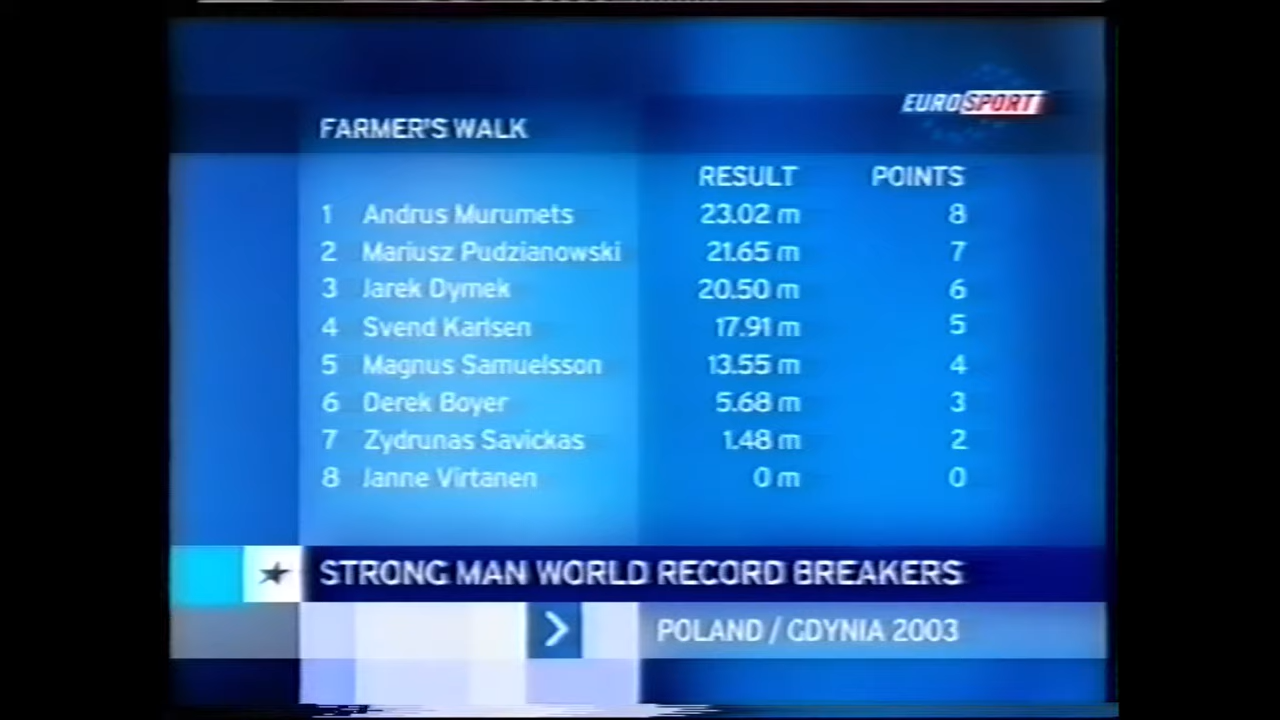 EUROSPORT
FARMER'S WALK
RESULT POINTS
1 Andrus Murumets 23.02 m 8
2 Mariusz Pudzianowski 21.65 m 7
3 Jarek Dymek 20.50 m 6
4 Svend Karlsen 17.91 m 5
5 Magnus Samuelsson 13.55 m 4
6 Derek Boyer 5.68 m 3
7 Zydrunas Savickas 1.48 m 2
8 Janne Virtanen 0 m 0
STRONG MAN WORLD RECORD BREAKERS
POLAND / GDYNIA 2003